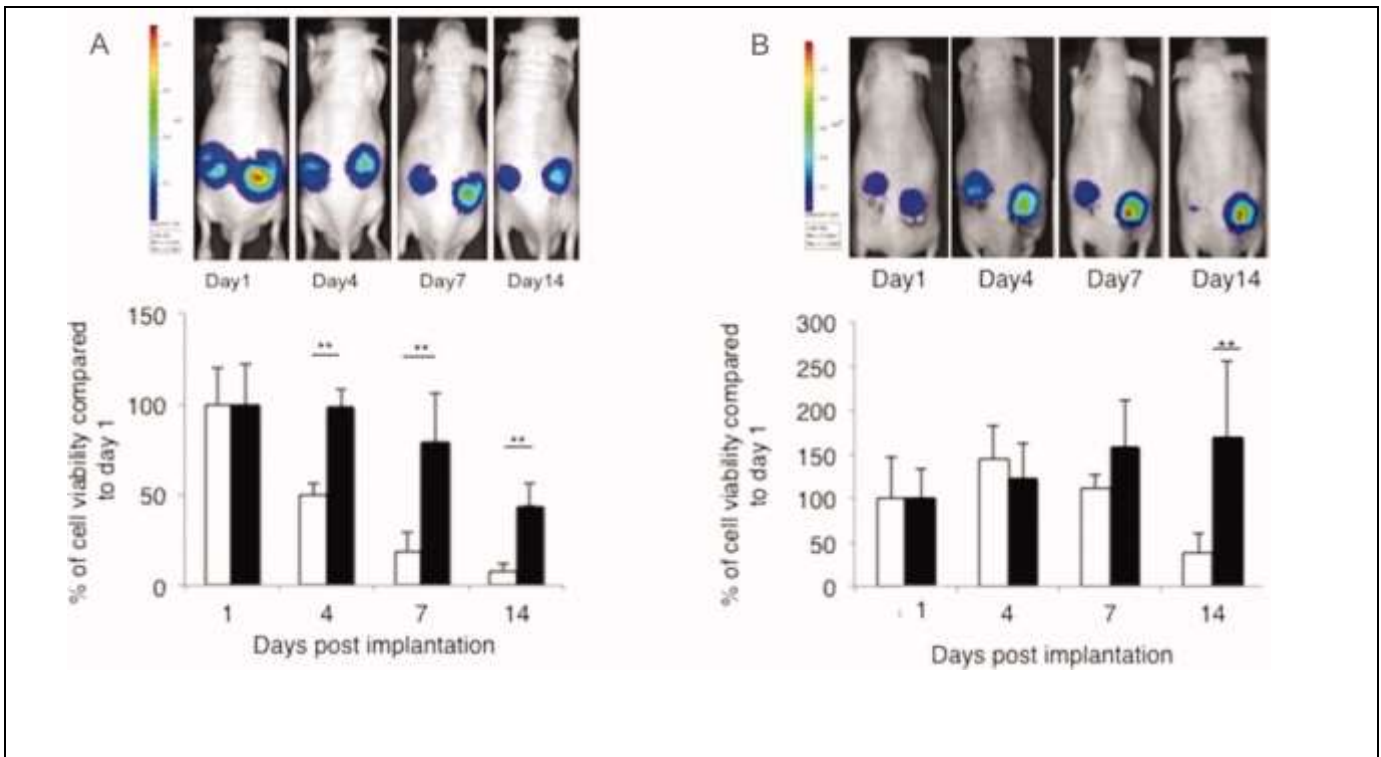 A
Day1 Day4 Day7 Day14
% of cell viability compared
to day 1
150
100
50
0
** ** **
1 4 7 14
Days post implantation
B
Day1 Day4 Day7 Day14
% of cell viability compared
to day 1
300
250
200
150
100
50
0
**
1 4 7 14
Days post implantation